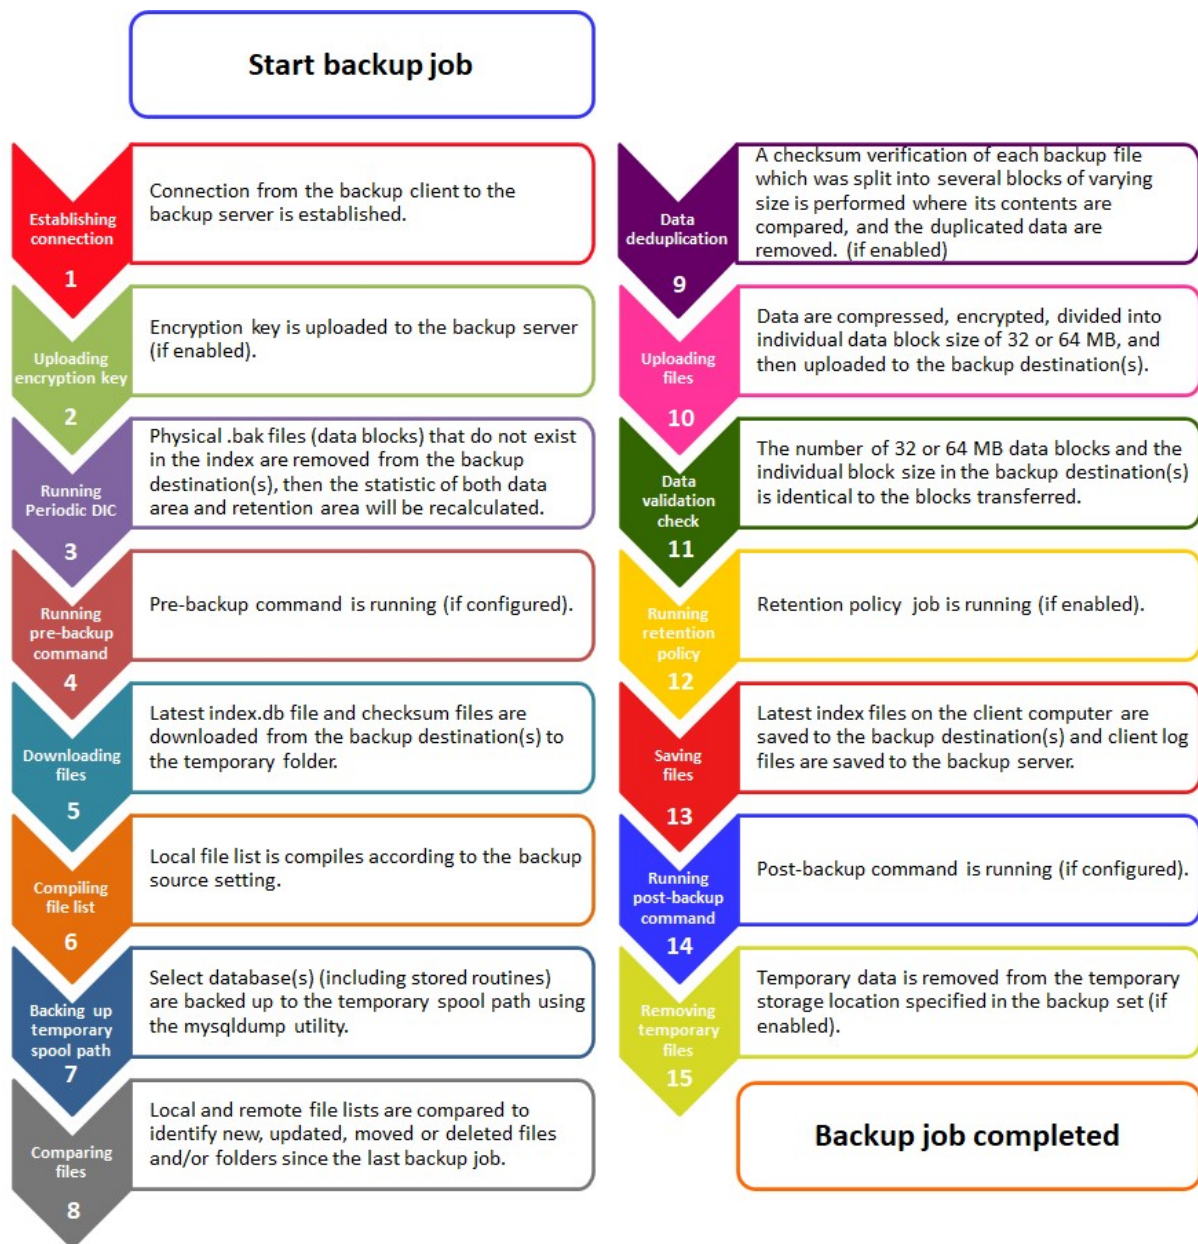 Start backup job
Establishing
connection
1
Connection from the backup client to the
backup server is established.
Uploading
encryption key
2
Encryption key is uploaded to the backup server
(if enabled).
Running
Periodic DIC
3
Physical .bak files (data blocks) that do not exist
in the index are removed from the backup
destination(s), then the statistic of both data
area and retention area will be recalculated.
Running
pre-backup
command
4
Pre-backup command is running (if configured).
Downloading
files
5
Latest index.db file and checksum files are
downloaded from the backup destination(s) to
the temporary folder.
Compiling
file list
6
Local file list is compiles according to the backup
source setting.
Backing up
temporary
spool path
7
Select database(s) (including stored routines)
are backed up to the temporary spool path using
the mysqldump utility.
Comparing
files
8
Local and remote file lists are compared to
identify new, updated, moved or deleted files
and/or folders since the last backup job.
Data
deduplication
9
A checksum verification of each backup file
which was split into several blocks of varying
size is performed where its contents are
compared, and the duplicated data are
removed. (if enabled)
Uploading
files
10
Data are compressed, encrypted, divided into
individual data block size of 32 or 64 MB, and
then uploaded to the backup destination(s).
Data
validation
check
11
The number of 32 or 64 MB data blocks and the
individual block size in the backup destination(s)
is identical to the blocks transferred.
Running
retention
policy
12
Retention policy job is running (if enabled).
Saving
files
13
Latest index files on the client computer are
saved to the backup destination(s) and client log
files are saved to the backup server.
Running
post-backup
command
14
Post-backup command is running (if configured).
Removing
temporary
files
15
Temporary data is removed from the temporary
storage location specified in the backup set (if
enabled).
Backup job completed